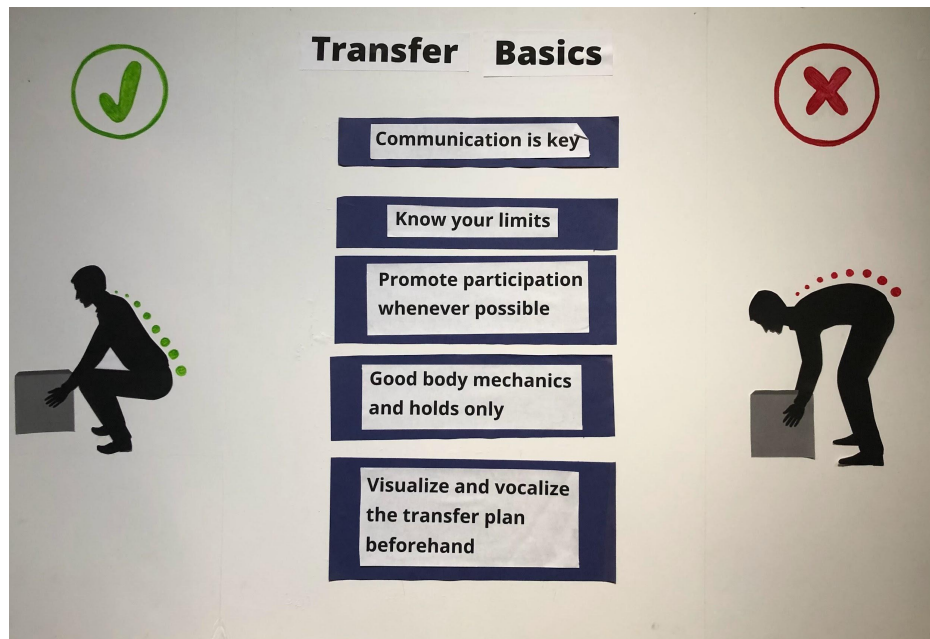 Transfer Basics
Communication is key
Know your limits
Promote participation
whenever possible
Good body mechanics
and holds only
Visualize and vocalize
the transfer plan
beforehand